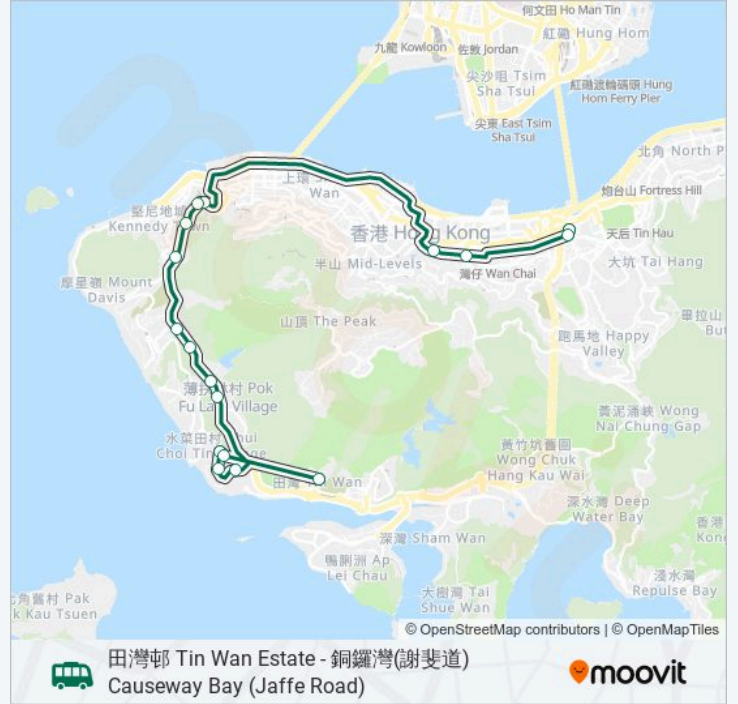 何文田 Ho Man Tin
紅磡 Hung Hom
九龍 Kowloon
佐敦 Jordan
尖沙咀 Tsim
Sha Tsui
紅磡渡輪碼頭 Hung
Hom Ferry Pier
尖東 East Tsim
Sha Tsui
北角 North P
炮台山 Fortress Hill
上環 S
Wan
堅尼地城
Kennedy Town
香港 Hong Kong
天后 Tin Hau
半山 Mid-Levels
灣仔 Wan Chai
大坑 Tai Hang
摩星嶺 Mount
Davis
山頂 The Peak
畢拉山
But
跑馬地 Happy
Valley
薄扶林村 Pok
Fu Lam Village
黃泥涌峽 Wong
Nai Chung Gap
水菜田村 Shui
Choi Tin Village
黃竹坑舊圍
Wong Chuk
Hang Kau Wai
田灣 Tin Wan
深水灣 Deep
Water Bay
香港
Kon
深灣 Sham Wan
鴨脷洲 Ap
Lei Chau
淺水灣
Repulse Bay
大樹灣 Tai
Shue Wan
北角舊村 Pak
k Kau Tsuen
© OpenStreetMap contributors | © OpenMapTiles
田灣邨 Tin Wan Estate - 銅鑼灣(謝斐道)
Causeway Bay (Jaffe Road)
moovit